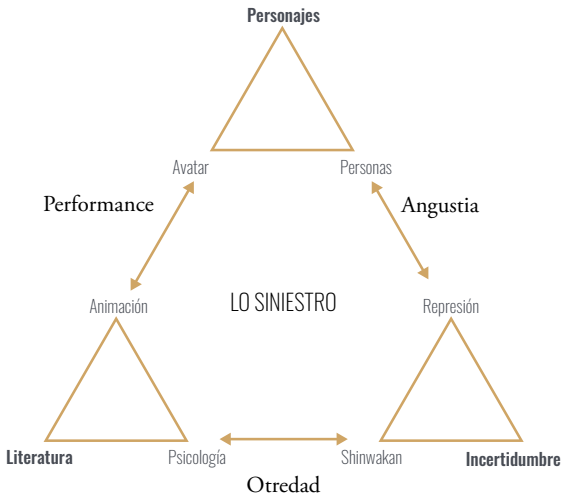 Personajes
Avatar
Personas
Performance
Angustia
Animación
LO SINIESTRO
Represión
Literatura
Psicología
Shinwakan
Incertidumbre
Otredad